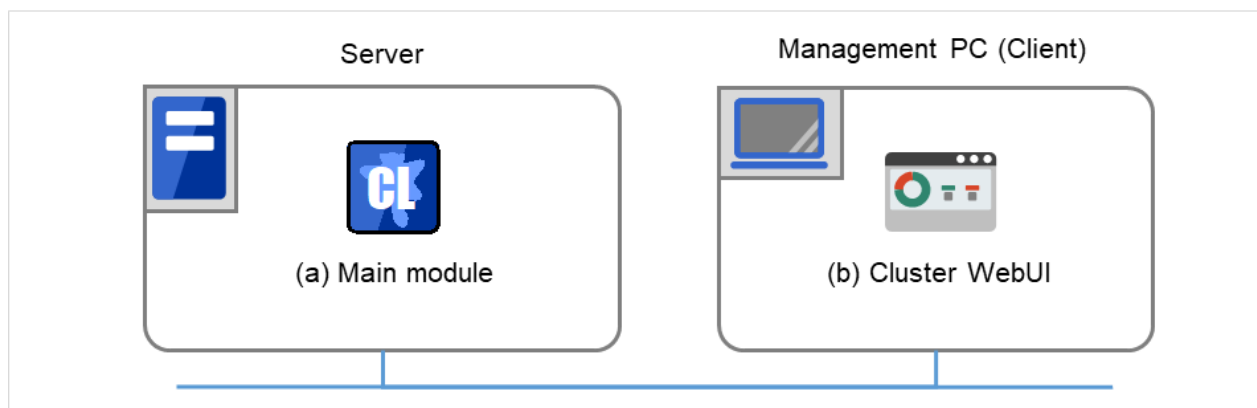 Server
Management PC (Client)
CL
(a) Main module
(b) Cluster WebUI